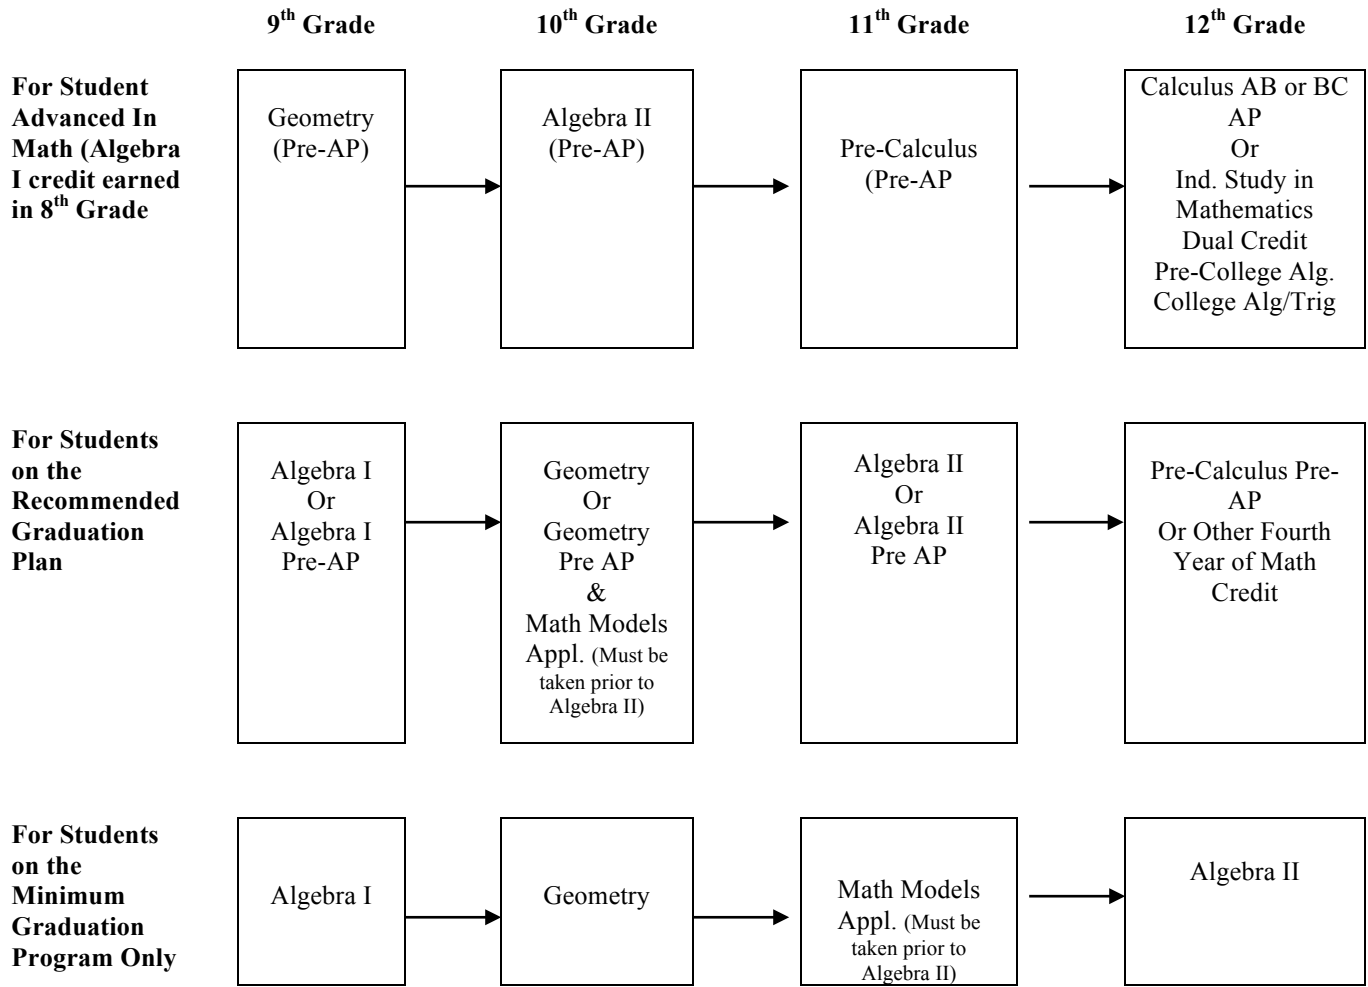 9th Grade
10th Grade
11th Grade
12th Grade
For Student
Advanced In
Math (Algebra
I credit earned
in 8th Grade
Geometry
(Pre-AP)
Algebra II
(Pre-AP)
Pre-Calculus
(Pre-AP
Calculus AB or BC
AP
Or
Ind. Study in
Mathematics
Dual Credit
Pre-College Alg.
College Alg/Trig
For Students
on the
Recommended
Graduation
Plan
Algebra I
Or
Algebra I
Pre-AP
Geometry
Or
Geometry
Pre AP
&
Math Models
Appl. (Must be
taken prior to
Algebra II)
Algebra II
Or
Algebra II
Pre AP
Pre-Calculus Pre-
AP
Or Other Fourth
Year of Math
Credit
For Students
on the
Minimum
Graduation
Program Only
Algebra I
Geometry
Math Models
Appl. (Must be
taken prior to
Algebra II)
Algebra II